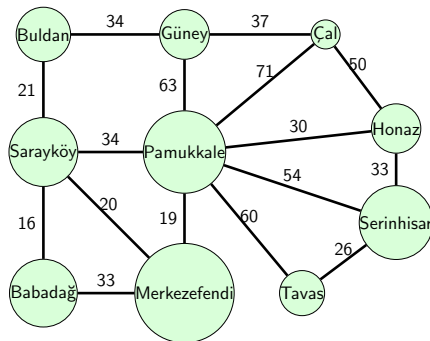 Buldan 34 Güney 37 Çal
21 63 71 50
Sarayköy 34 Pamukkale 30 Honaz
33
54
16 20 19 60 Serinhisar
26
Babadağ 33 Merkezefendi Tavas